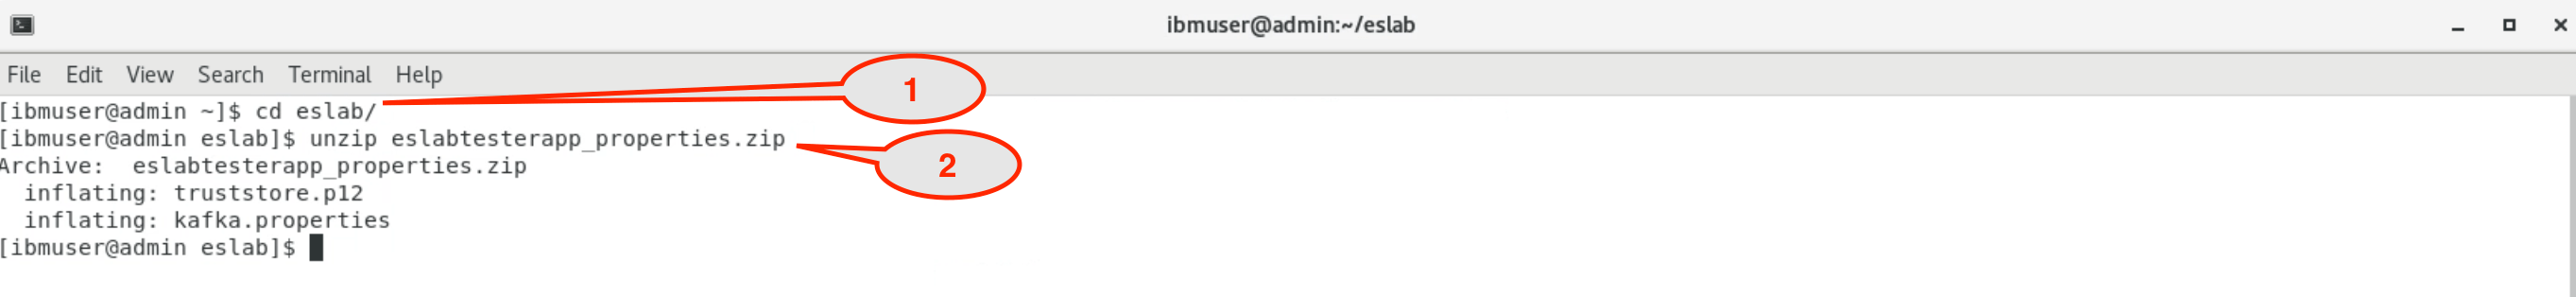 ibmuser@admin:~/eslab
File Edit View Search Terminal Help
[ibmuser@admin ~]$ cd eslab/
1
[ibmuser@admin eslab]$ unzip eslabtesterapp_properties.zip
2
Archive:  eslabtesterapp_properties.zip
  inflating: truststore.p12
  inflating: kafka.properties
[ibmuser@admin eslab]$